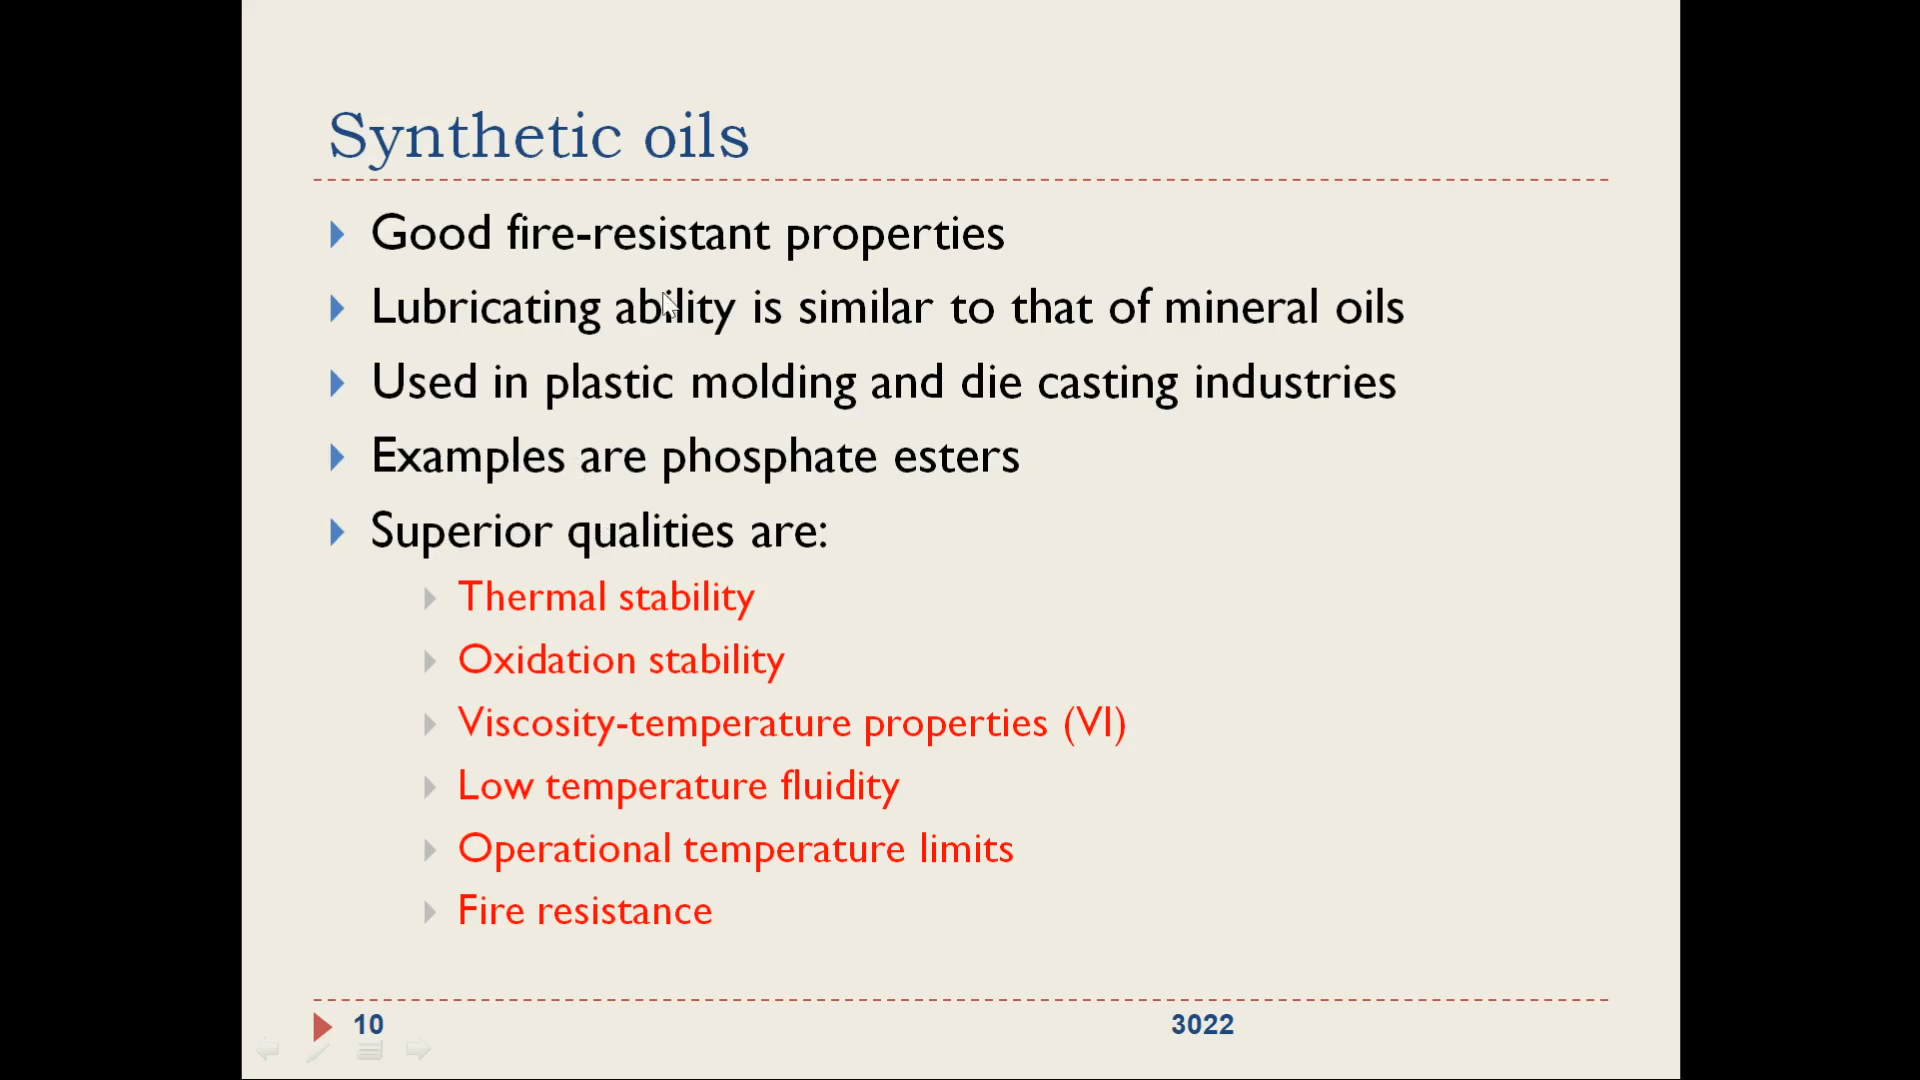 Synthetic oils
Good fire-resistant properties
Lubricating ability is similar to that of mineral oils
Used in plastic molding and die casting industries
Examples are phosphate esters
Superior qualities are:
Thermal stability
Oxidation stability
Viscosity-temperature properties (VI)
Low temperature fluidity
Operational temperature limits
Fire resistance
10
3022